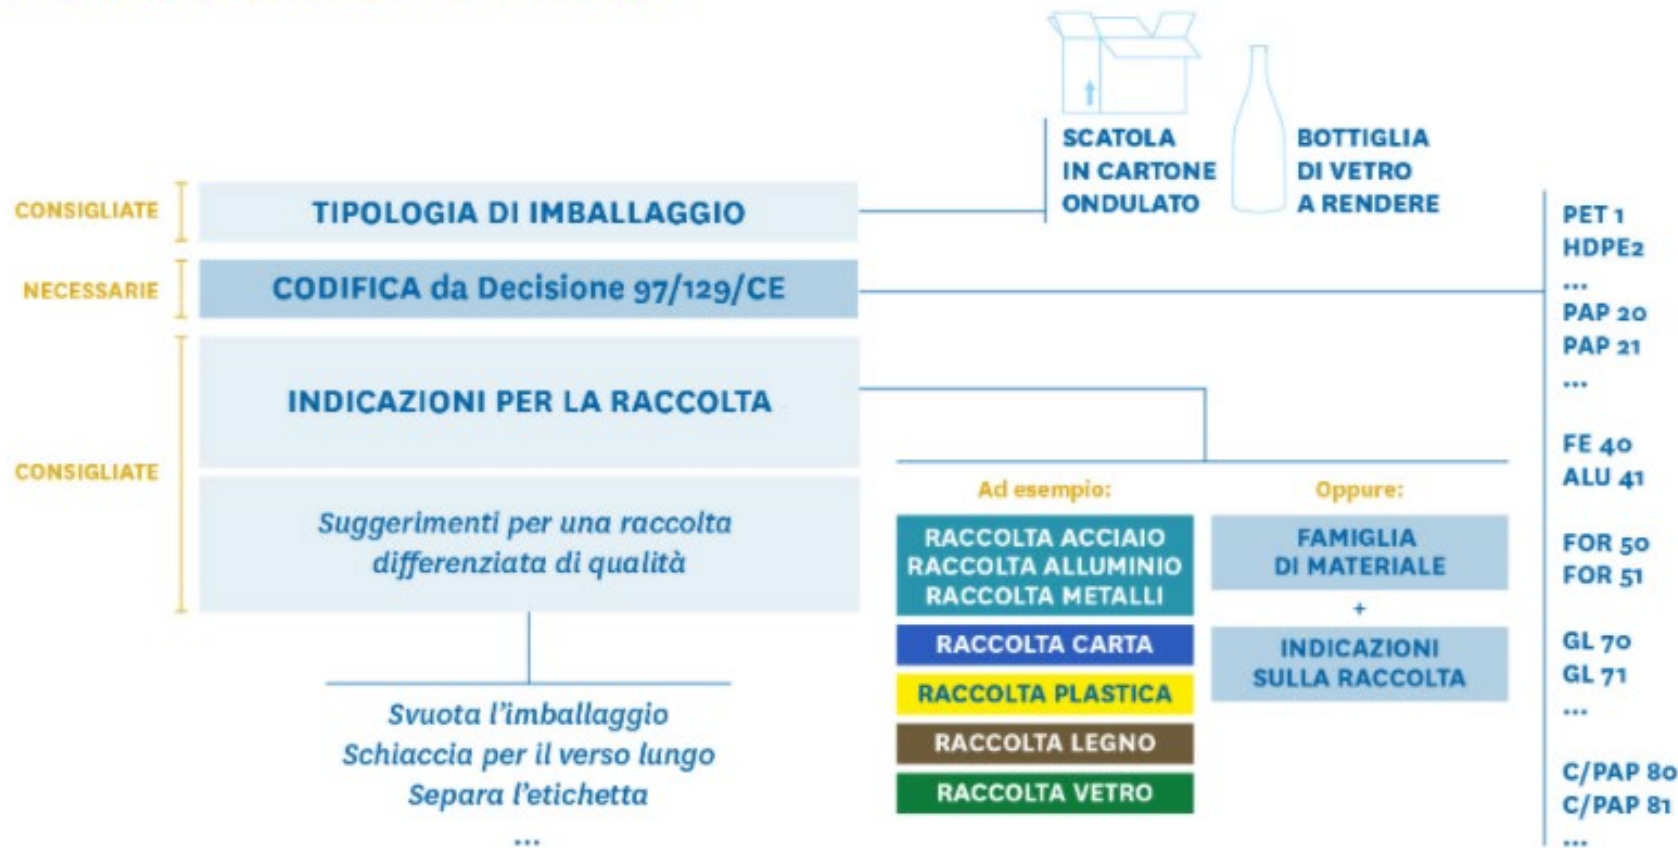 SCATOLA
IN CARTONE
ONDULATO
BOTTIGLIA
DI VETRO
A RENDERE
CONSIGLIATE
TIPOLOGIA DI IMBALLAGGIO
NECESSARIE
CODIFICA da Decisione 97/129/CE
PET 1
HDPE2
...
PAP 20
PAP 21
...
FE 40
ALU 41
FOR 50
FOR 51
GL 70
GL 71
...
C/PAP 80
C/PAP 81
...
CONSIGLIATE
INDICAZIONI PER LA RACCOLTA
Suggerimenti per una raccolta
differenziata di qualità
Svuota l'imballaggio
Schiaccia per il verso lungo
Separa l'etichetta
...
Ad esempio:
RACCOLTA ACCIAIO
RACCOLTA ALLUMINIO
RACCOLTA METALLI
RACCOLTA CARTA
RACCOLTA PLASTICA
RACCOLTA LEGNO
RACCOLTA VETRO
Oppure:
FAMIGLIA
DI MATERIALE
+
INDICAZIONI
SULLA RACCOLTA